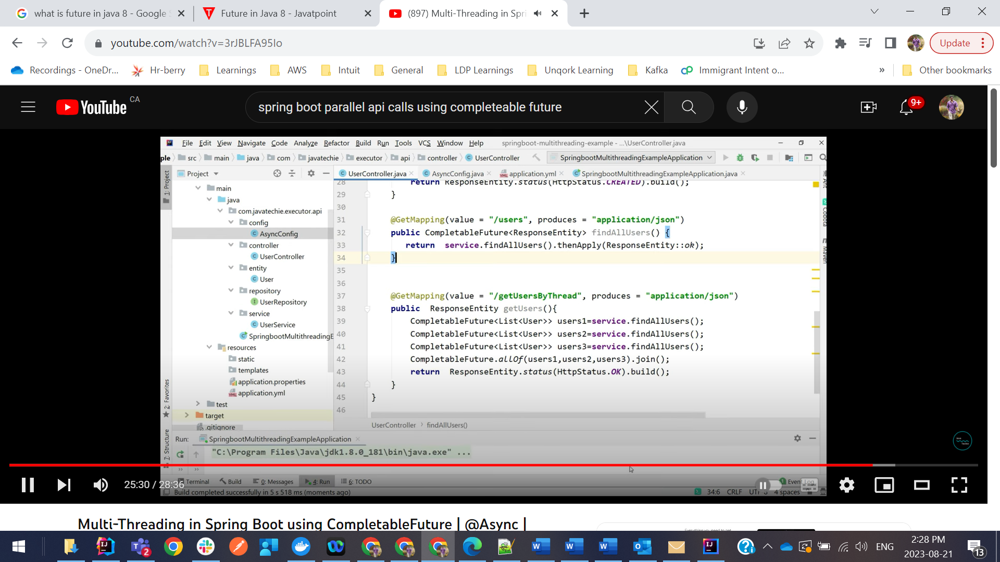 what is future in java 8 - Google
Future in Java 8 - Javatpoint
(897) Multi-Threading in Spri
youtube.com/watch?v=3rJBLFA95Io
Update
Recordings - OneDr...
Hr-berry
Learnings
AWS
Intuit
General
LDP Learnings
Unqork Learning
Kafka
Immigrant Intent o...
»
Other bookmarks
YouTube CA
spring boot parallel api calls using completeable future
9+
File Edit View Navigate Code Analyze Refactor Build Run Tools VCS Window Help springboot-multithreading-example - ...\UserController.java
ple src main java com javatechie executor api controller UserController SpringbootMultithreadingExampleApplication
1: Project
Project
UserController.java AsyncConfig.java application.yml SpringbootMultithreadingExampleApplication.java
main
java
com.javatechie.executor.api
config
AsyncConfig
controller
UserController
entity
User
repository
UserRepository
service
UserService
SpringbootMultithreadingE
resources
static
templates
application.properties
application.yml
test
target
.gitignore
28 return ResponseEntity.status(HttpStatus.CREATED).build();
29 }
30
31 @GetMapping(value = "/users", produces = "application/json")
32 public CompletableFuture<ResponseEntity> findAllUsers() {
33 return service.findAllUsers().thenApply(ResponseEntity::ok);
34 }
35
36
37 @GetMapping(value = "/getUsersByThread", produces = "application/json")
38 public ResponseEntity getUsers(){
39 CompletableFuture<List<User>> users1=service.findAllUsers();
40 CompletableFuture<List<User>> users2=service.findAllUsers();
41 CompletableFuture<List<User>> users3=service.findAllUsers();
42 CompletableFuture.allOf(users1,users2,users3).join();
43 return ResponseEntity.status(HttpStatus.OK).build();
44 }
45 }
46
UserController › findAllUsers()
Ant
Codota
Maven
2: Favorites
7: Structure
Run: SpringbootMultithreadingExampleApplication
"C:\Program Files\Java\jdk1.8.0_181\bin\java.exe" ...
Terminal Build 0: Messages 4: Run 6: TODO
1 Event Log
Build completed successfully in 5 s 518 ms (moments ago)
34:6 CRLF 4 spaces
25:30 / 28:36
Java Techie
Multi-Threading in Spring Boot using CompletableFuture | @Async |
2
ENG
2:28 PM
2023-08-21
13